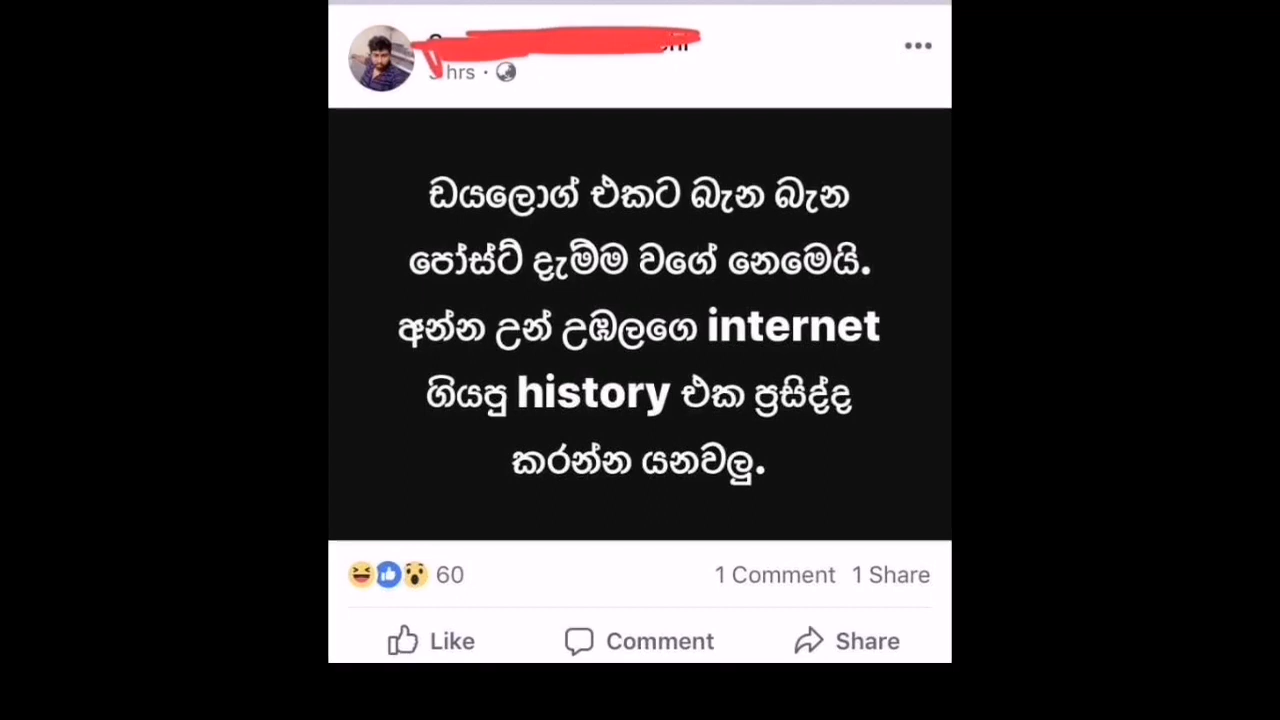 hrs ·
ඩයලොග් එකට බැන බැන
පෝස්ට් දැම්ම වගේ නෙමෙයි.
අන්න උන් උඹලගෙ internet
ගියපු history එක ප්‍රසිද්ද
කරන්න යනවලු.
60
1 Comment 1 Share
Like Comment Share